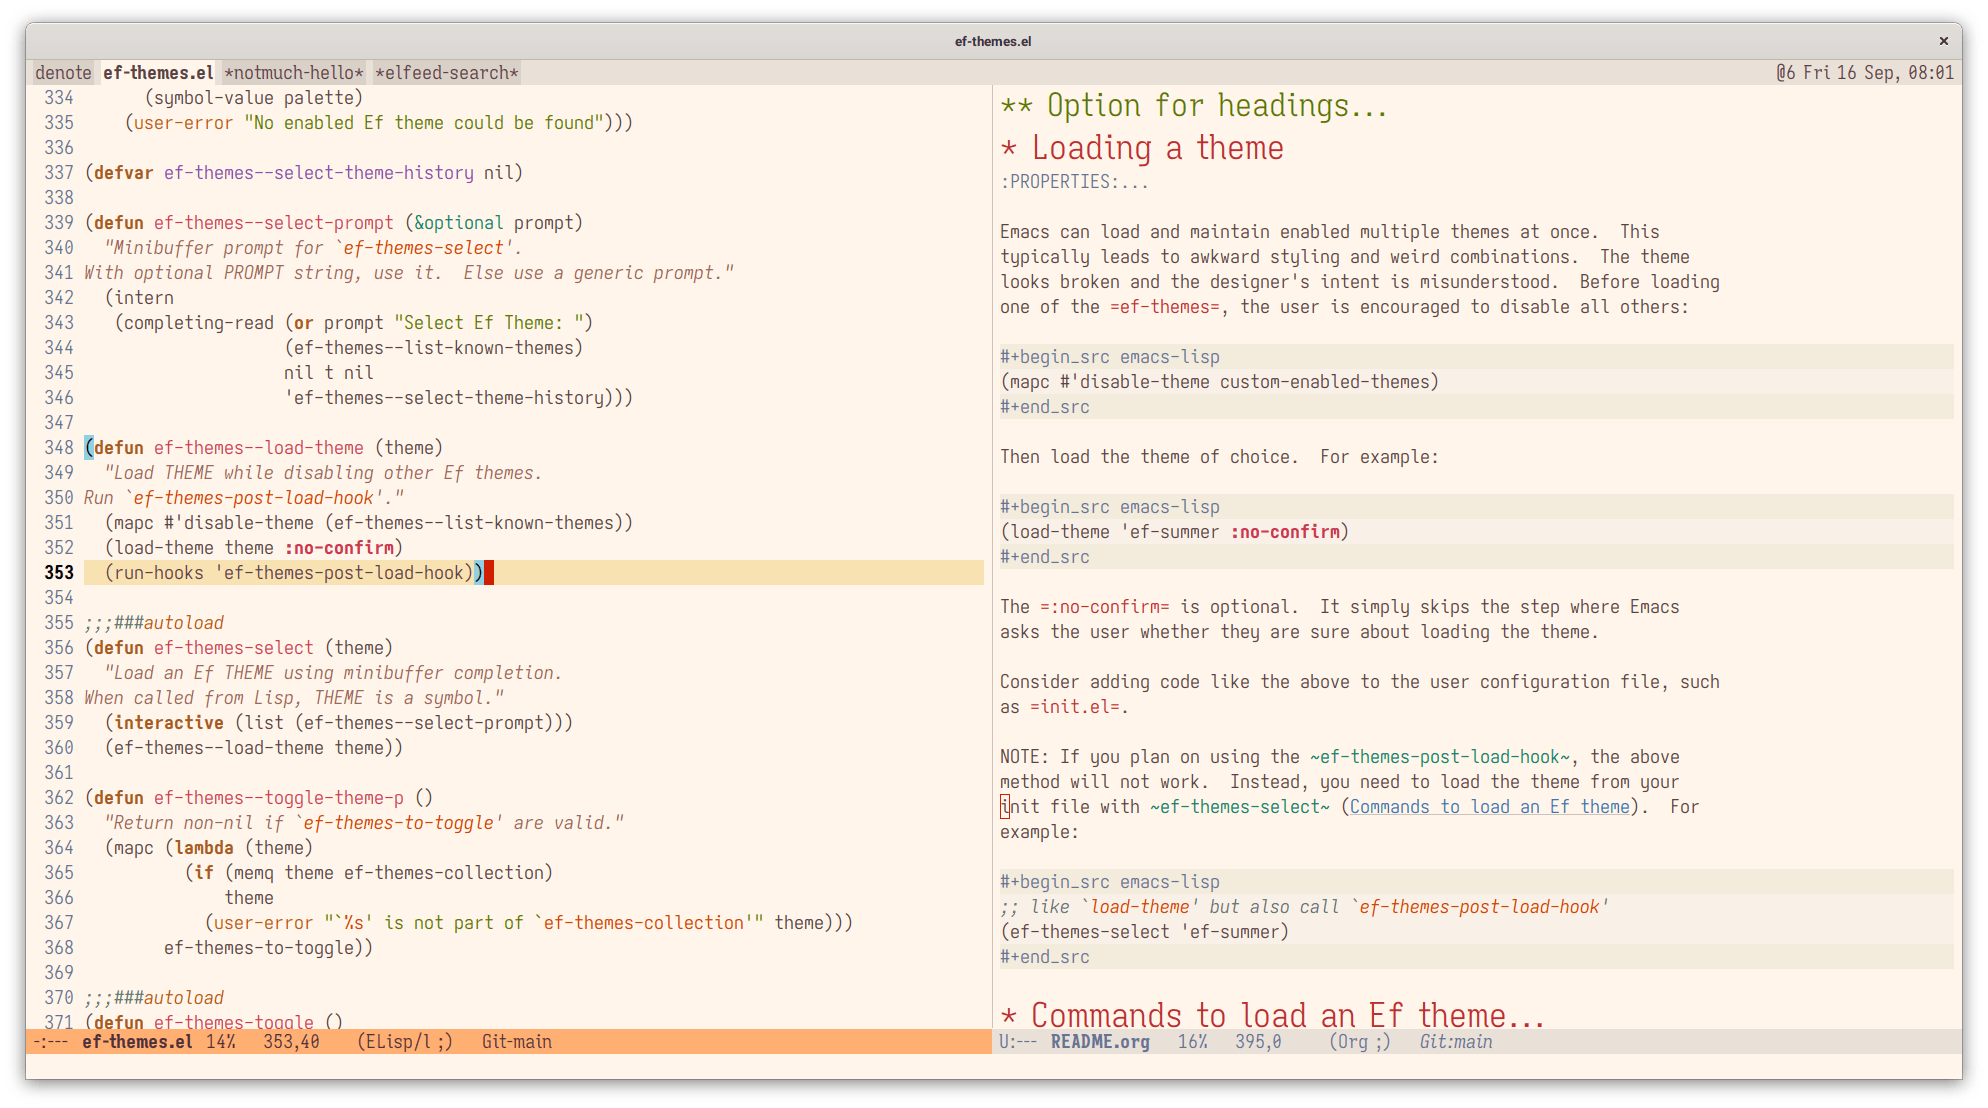 ef-themes.el ×
denote ef-themes.el *notmuch-hello* *elfeed-search* @6 Fri 16 Sep, 08:01
334       (symbol-value palette)
335     (user-error "No enabled Ef theme could be found")))
336
337 (defvar ef-themes--select-theme-history nil)
338
339 (defun ef-themes--select-prompt (&optional prompt)
340   "Minibuffer prompt for `ef-themes-select'.
341 With optional PROMPT string, use it.  Else use a generic prompt."
342   (intern
343    (completing-read (or prompt "Select Ef Theme: ")
344                     (ef-themes--list-known-themes)
345                     nil t nil
346                     'ef-themes--select-theme-history)))
347
348 (defun ef-themes--load-theme (theme)
349   "Load THEME while disabling other Ef themes.
350 Run `ef-themes-post-load-hook'."
351   (mapc #'disable-theme (ef-themes--list-known-themes))
352   (load-theme theme :no-confirm)
353   (run-hooks 'ef-themes-post-load-hook))
354
355 ;;;###autoload
356 (defun ef-themes-select (theme)
357   "Load an Ef THEME using minibuffer completion.
358 When called from Lisp, THEME is a symbol."
359   (interactive (list (ef-themes--select-prompt)))
360   (ef-themes--load-theme theme))
361
362 (defun ef-themes--toggle-theme-p ()
363   "Return non-nil if `ef-themes-to-toggle' are valid."
364   (mapc (lambda (theme)
365           (if (memq theme ef-themes-collection)
366               theme
367             (user-error "`%s' is not part of `ef-themes-collection'" theme)))
368         ef-themes-to-toggle))
369
370 ;;;###autoload
371 (defun ef-themes-toggle ()
-:--- ef-themes.el 14% 353,40 (ELisp/l ;) Git-main
** Option for headings...
* Loading a theme
:PROPERTIES:...
Emacs can load and maintain enabled multiple themes at once.  This
typically leads to awkward styling and weird combinations.  The theme
looks broken and the designer's intent is misunderstood.  Before loading
one of the =ef-themes=, the user is encouraged to disable all others:
#+begin_src emacs-lisp
(mapc #'disable-theme custom-enabled-themes)
#+end_src
Then load the theme of choice.  For example:
#+begin_src emacs-lisp
(load-theme 'ef-summer :no-confirm)
#+end_src
The =:no-confirm= is optional.  It simply skips the step where Emacs
asks the user whether they are sure about loading the theme.
Consider adding code like the above to the user configuration file, such
as =init.el=.
NOTE: If you plan on using the ~ef-themes-post-load-hook~, the above
method will not work.  Instead, you need to load the theme from your
init file with ~ef-themes-select~ (Commands to load an Ef theme).  For
example:
#+begin_src emacs-lisp
;; like `load-theme' but also call `ef-themes-post-load-hook'
(ef-themes-select 'ef-summer)
#+end_src
* Commands to load an Ef theme...
U:--- README.org 16% 395,0 (Org ;) Git:main